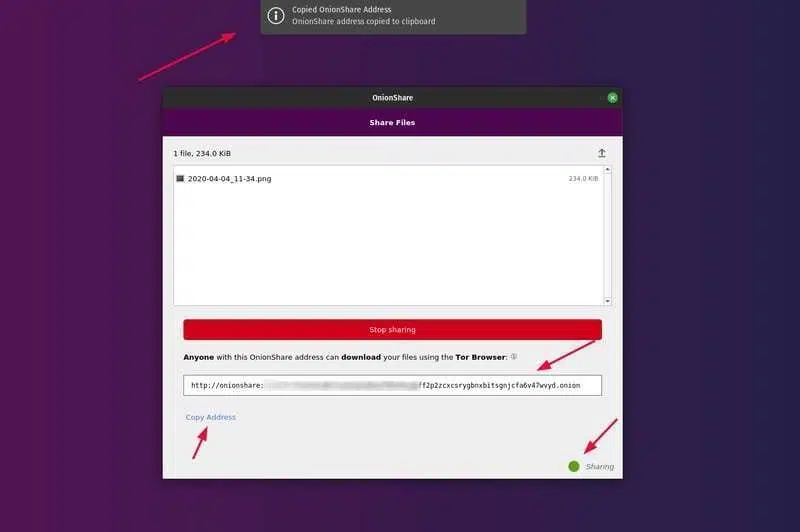 Copied OnionShare Address
OnionShare address copied to clipboard
OnionShare
Share Files
1 file, 234.0 KiB
2020-04-04_11-34.png 234.0 KiB
Stop sharing
Anyone with this OnionShare address can download your files using the Tor Browser:
http://onionshare: ff2p2zcxcsrygbnxbitsgnjcfa6v47wvyd.onion
Copy Address
Sharing